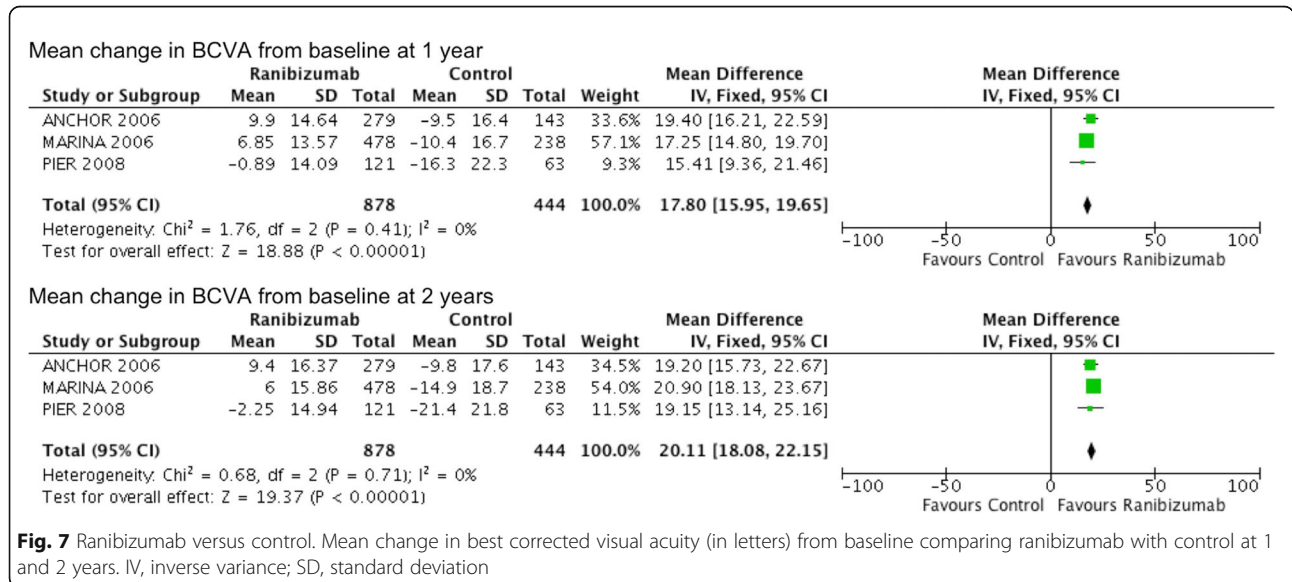 Mean change in BCVA from baseline at 1 year
Ranibizumab Control Mean Difference Mean Difference
Study or Subgroup Mean SD Total Mean SD Total Weight IV, Fixed, 95% CI IV, Fixed, 95% CI
ANCHOR 2006 9.9 14.64 279 -9.5 16.4 143 33.6% 19.40 [16.21, 22.59]
MARINA 2006 6.85 13.57 478 -10.4 16.7 238 57.1% 17.25 [14.80, 19.70]
PIER 2008 -0.89 14.09 121 -16.3 22.3 63 9.3% 15.41 [9.36, 21.46]
Total (95% CI) 878 444 100.0% 17.80 [15.95, 19.65]
Heterogeneity: Chi² = 1.76, df = 2 (P = 0.41); I² = 0%
Test for overall effect: Z = 18.88 (P < 0.00001)
-100 -50 0 50 100
Favours Control Favours Ranibizumab
Mean change in BCVA from baseline at 2 years
Ranibizumab Control Mean Difference Mean Difference
Study or Subgroup Mean SD Total Mean SD Total Weight IV, Fixed, 95% CI IV, Fixed, 95% CI
ANCHOR 2006 9.4 16.37 279 -9.8 17.6 143 34.5% 19.20 [15.73, 22.67]
MARINA 2006 6 15.86 478 -14.9 18.7 238 54.0% 20.90 [18.13, 23.67]
PIER 2008 -2.25 14.94 121 -21.4 21.8 63 11.5% 19.15 [13.14, 25.16]
Total (95% CI) 878 444 100.0% 20.11 [18.08, 22.15]
Heterogeneity: Chi² = 0.68, df = 2 (P = 0.71); I² = 0%
Test for overall effect: Z = 19.37 (P < 0.00001)
-100 -50 0 50 100
Favours Control Favours Ranibizumab
Fig. 7 Ranibizumab versus control. Mean change in best corrected visual acuity (in letters) from baseline comparing ranibizumab with control at 1
and 2 years. IV, inverse variance; SD, standard deviation